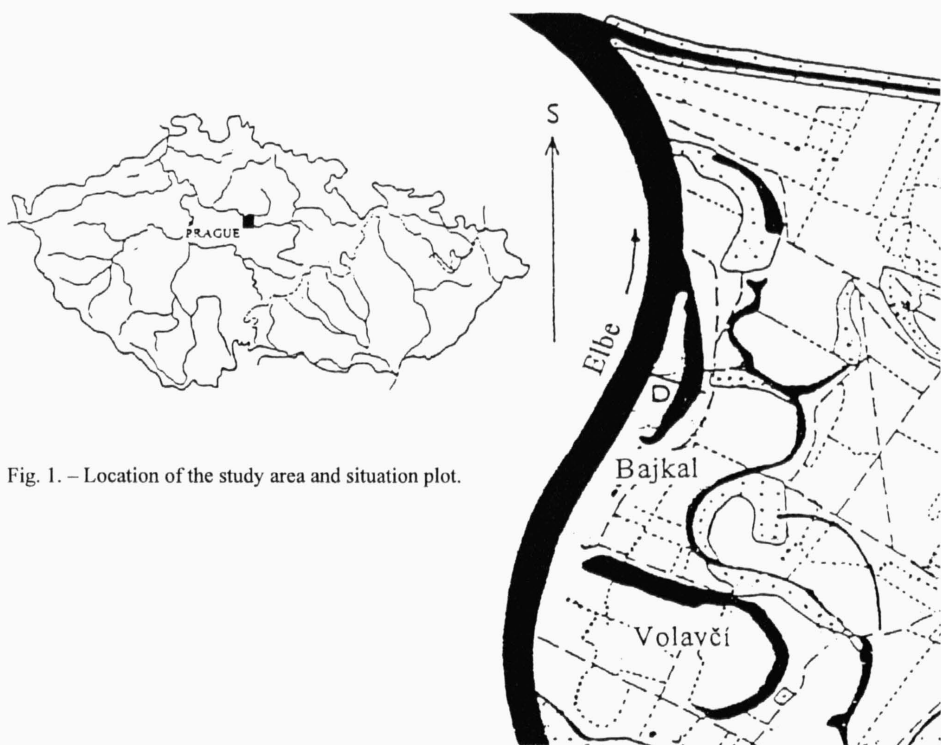 PRAGUE
Fig. 1. – Location of the study area and situation plot.
S
Elbe
D
Bajkal
Volavčí